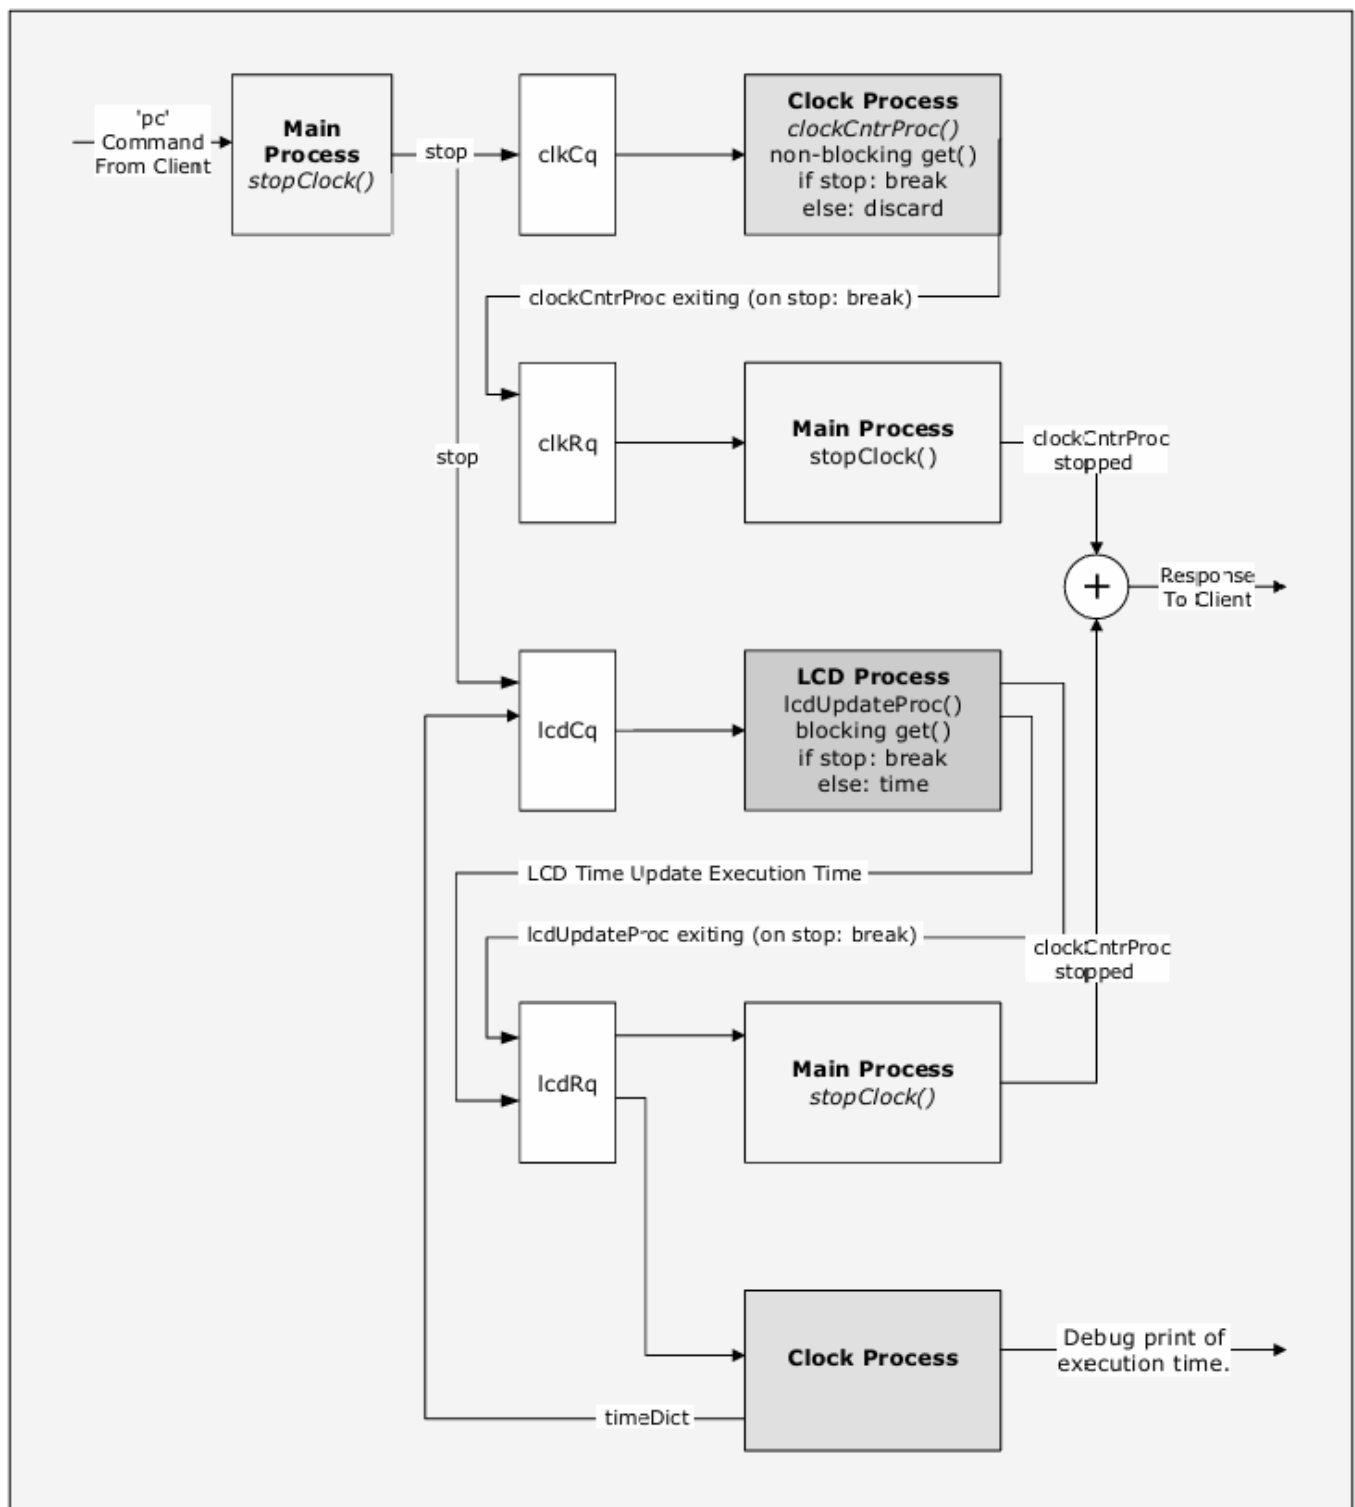 'pc'
Command
From Client
Main
Process
stopClock()
stop
clkCq
Clock Process
clockCntrProc()
non-blocking get()
if stop: break
else: discard
clockCntrProc exiting (on stop: break)
clkRq
Main Process
stopClock()
clockCntrProc
stopped
stop
+
Response
To Client
lcdCq
LCD Process
lcdUpdateProc()
blocking get()
if stop: break
else: time
LCD Time Update Execution Time
lcdUpdateProc exiting (on stop: break)
clockCntrProc
stopped
lcdRq
Main Process
stopClock()
Clock Process
Debug print of
execution time.
timeDict